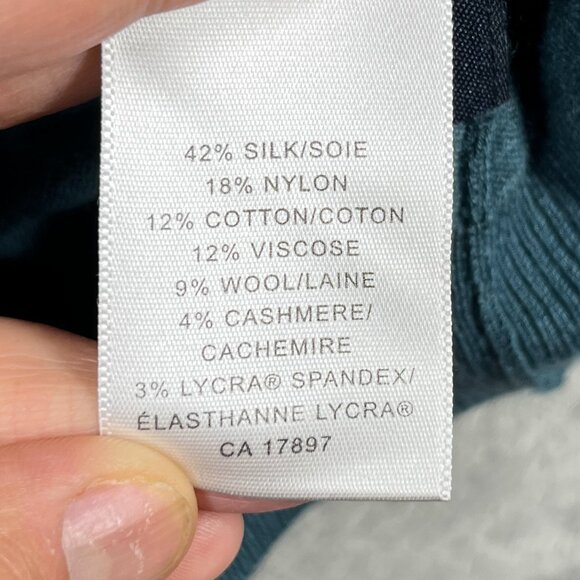 42% SILK/SOIE
18% NYLON
12% COTTON/COTON
12% VISCOSE
9% WOOL/LAINE
4% CASHMERE/
CACHEMIRE
3% LYCRA® SPANDEX/
ÉLASTHANNE LYCRA®
CA 17897